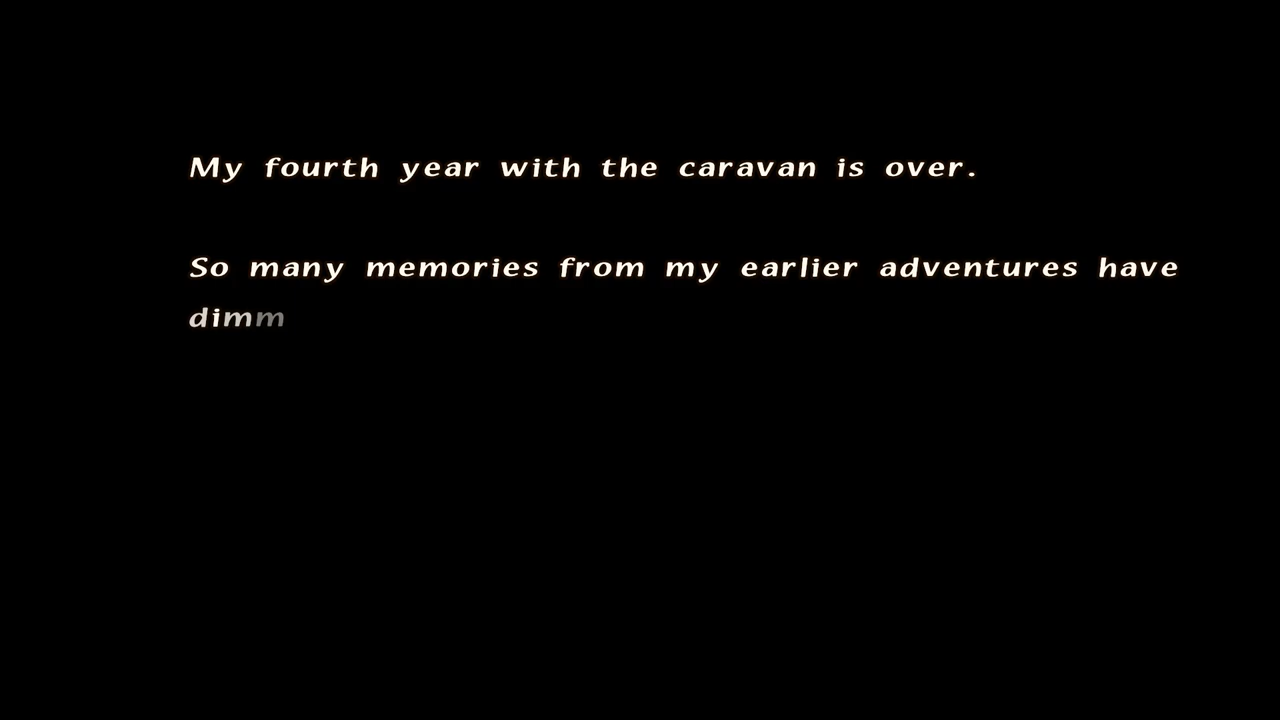 My fourth year with the caravan is over.
So many memories from my earlier adventures have
dimm